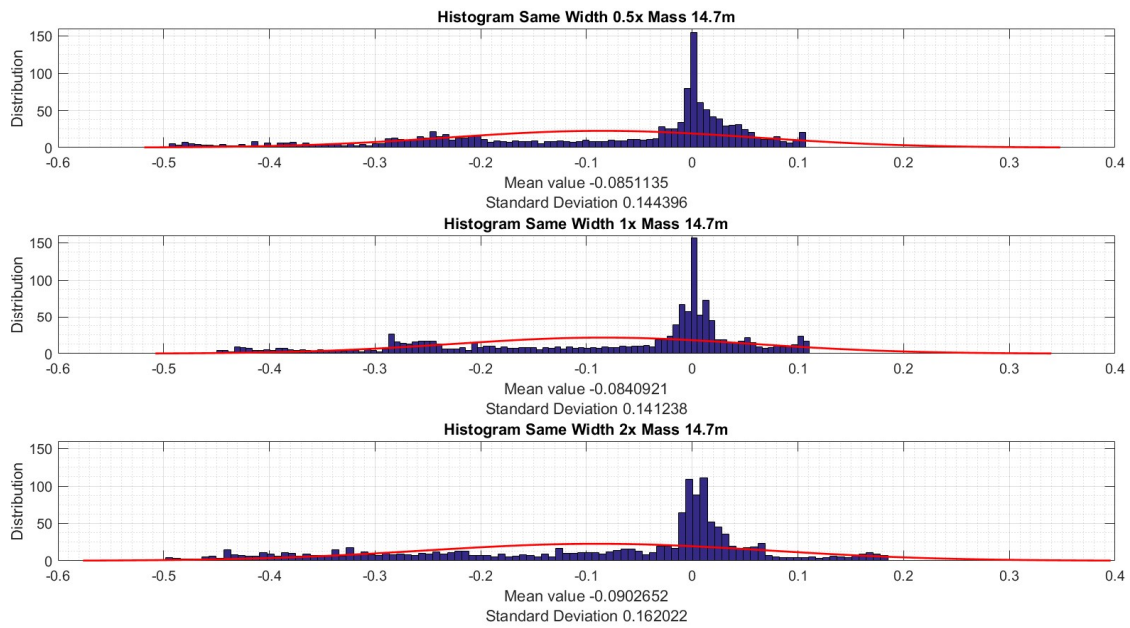 Histogram Same Width 0.5x Mass 14.7m
150
100
50
0
Distribution
-0.6 -0.5 -0.4 -0.3 -0.2 -0.1 0 0.1 0.2 0.3 0.4
Mean value -0.0851135
Standard Deviation 0.144396
Histogram Same Width 1x Mass 14.7m
150
100
50
0
Distribution
-0.6 -0.5 -0.4 -0.3 -0.2 -0.1 0 0.1 0.2 0.3 0.4
Mean value -0.0840921
Standard Deviation 0.141238
Histogram Same Width 2x Mass 14.7m
150
100
50
0
Distribution
-0.6 -0.5 -0.4 -0.3 -0.2 -0.1 0 0.1 0.2 0.3 0.4
Mean value -0.0902652
Standard Deviation 0.162022